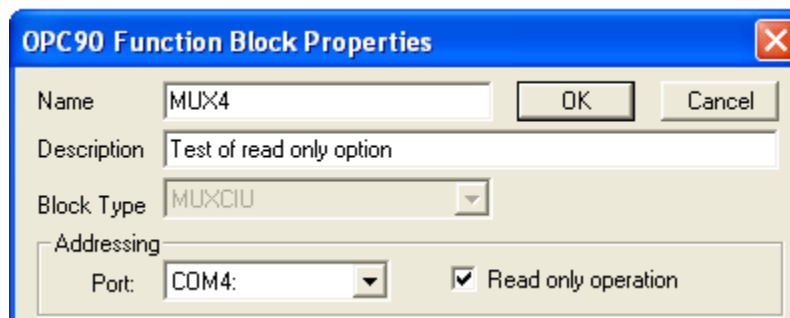 OPC90 Function Block Properties
Name MUX4 OK Cancel
Description Test of read only option
Block Type MUXCIU
Addressing
Port: COM4: Read only operation